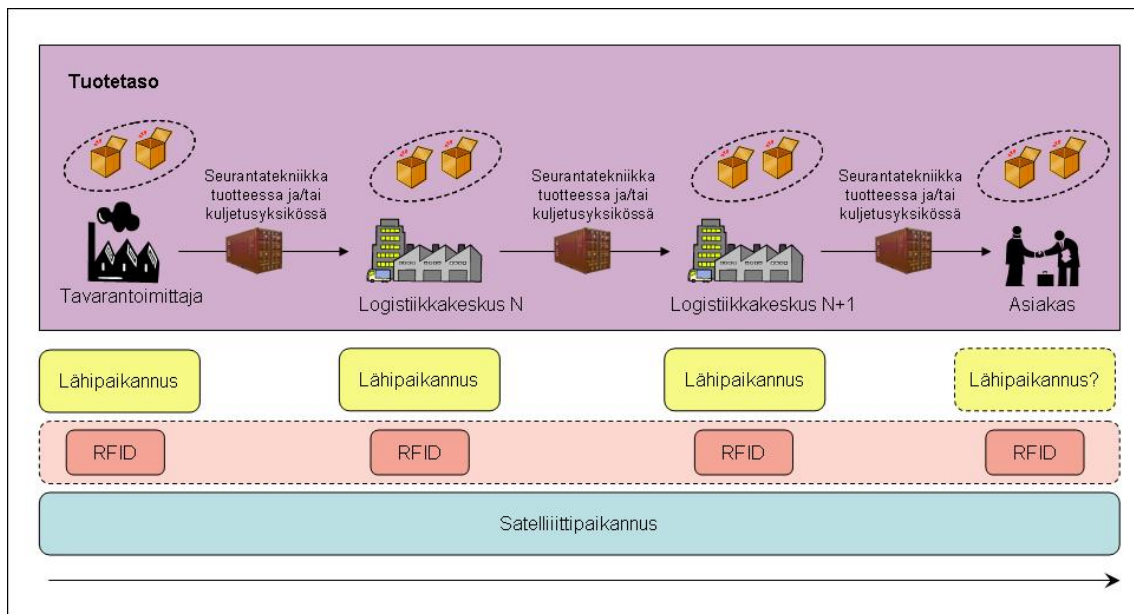 Tuotetaso
Seurantatekniikka
tuotteessa ja/tai
kuljetusyksikössä
Seurantatekniikka
tuotteessa ja/tai
kuljetusyksikössä
Seurantatekniikka
tuotteessa ja/tai
kuljetusyksikössä
Tavarantoimittaja
Logistiikkakeskus N
Logistiikkakeskus N+1
Asiakas
Lähipaikannus
Lähipaikannus
Lähipaikannus
Lähipaikannus?
RFID
RFID
RFID
RFID
Satelliiittipaikannus